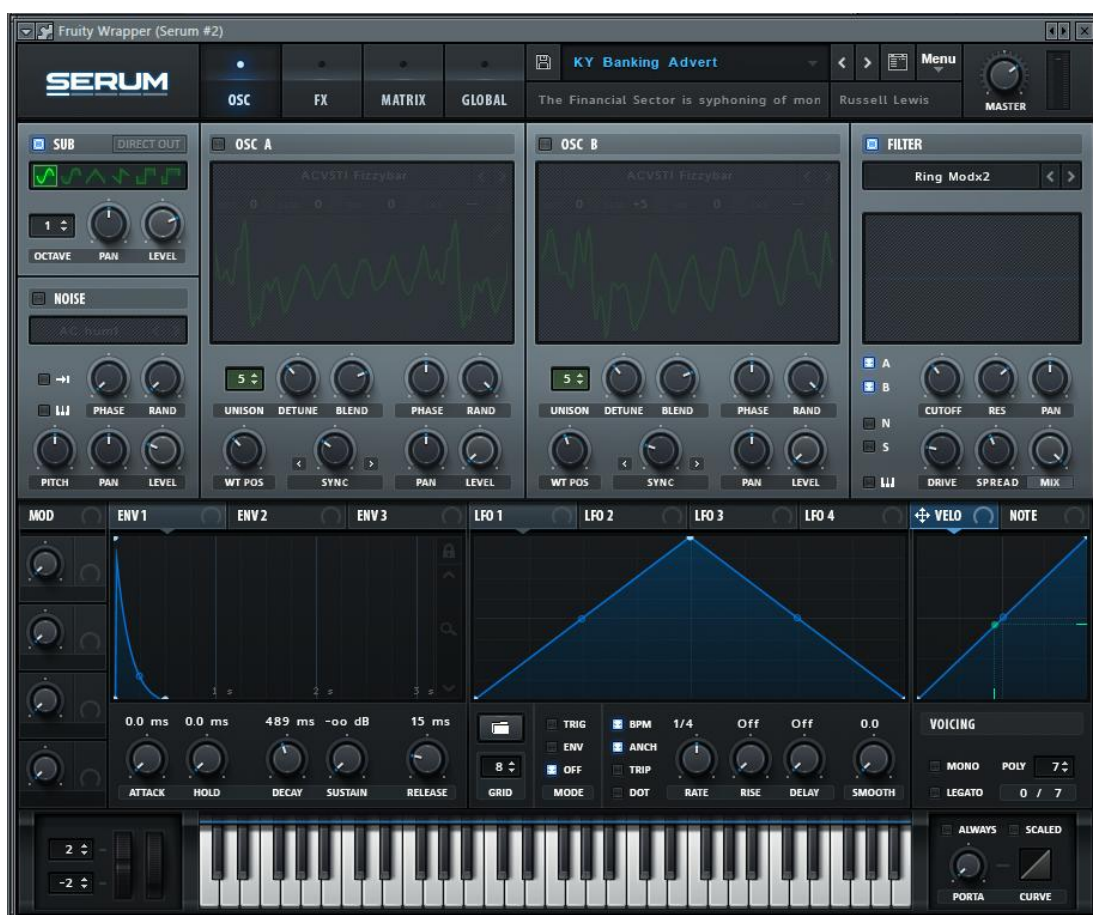 Fruity Wrapper (Serum #2)
SERUM
OSC FX MATRIX GLOBAL
KY Banking Advert
Menu
The Financial Sector is syphoning of mon
Russell Lewis
MASTER
SUB DIRECT OUT
1
OCTAVE PAN LEVEL
NOISE
AC hum1
PHASE RAND
PITCH PAN LEVEL
OSC A
ACVSTI Fizzybar
0 0 0 --
5
UNISON DETUNE BLEND PHASE RAND
WT POS SYNC PAN LEVEL
OSC B
ACVSTI Fizzybar
0 +5 0 --
5
UNISON DETUNE BLEND PHASE RAND
WT POS SYNC PAN LEVEL
FILTER
Ring Modx2
A
B
N
S
CUTOFF RES PAN
DRIVE SPREAD MIX
MOD ENV 1 ENV 2 ENV 3 LFO 1 LFO 2 LFO 3 LFO 4 VELO NOTE
1 s 2 s 3 s
0.0 ms 0.0 ms 489 ms -oo dB 15 ms
ATTACK HOLD DECAY SUSTAIN RELEASE
8
GRID
TRIG
ENV
OFF
MODE
BPM
ANCH
TRIP
DOT
1/4 Off Off 0.0
RATE RISE DELAY SMOOTH
VOICING
MONO POLY 7
LEGATO 0 / 7
2
-2
ALWAYS SCALED
PORTA CURVE